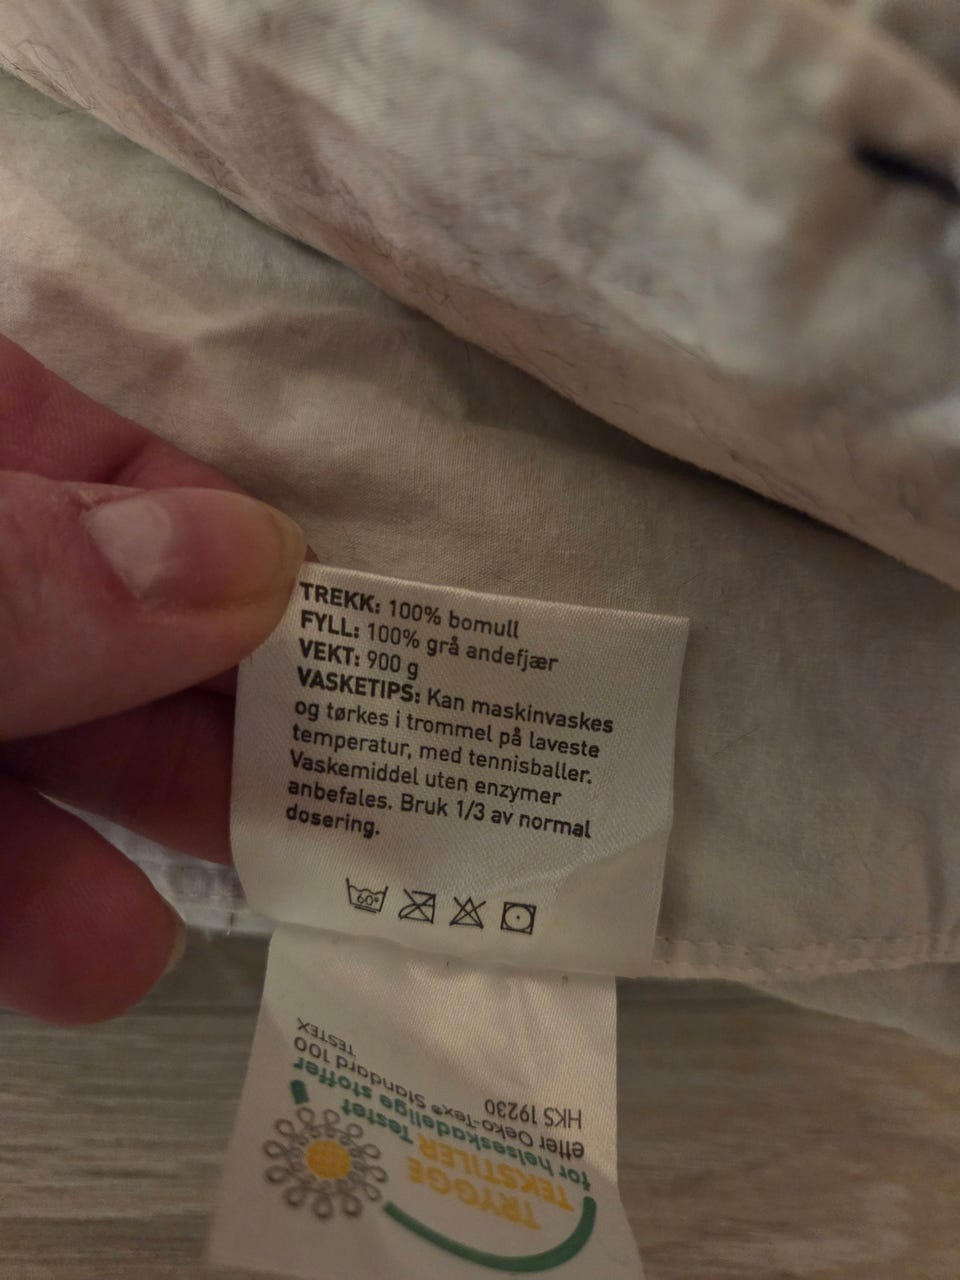 TREKK: 100% bomull
FYLL: 100% grå andefjær
VEKT: 900 g
VASKETIPS: Kan maskinvaskes
og tørkes i trommel på laveste
temperatur, med tennisballer.
Vaskemiddel uten enzymer
anbefales. Bruk 1/3 av normal
dosering.
60°
TRYGGE
TEKSTILER Testet
for helseskadelige stoffer
etter Oeko-Tex® Standard 100
HKS 19230 TESTEX